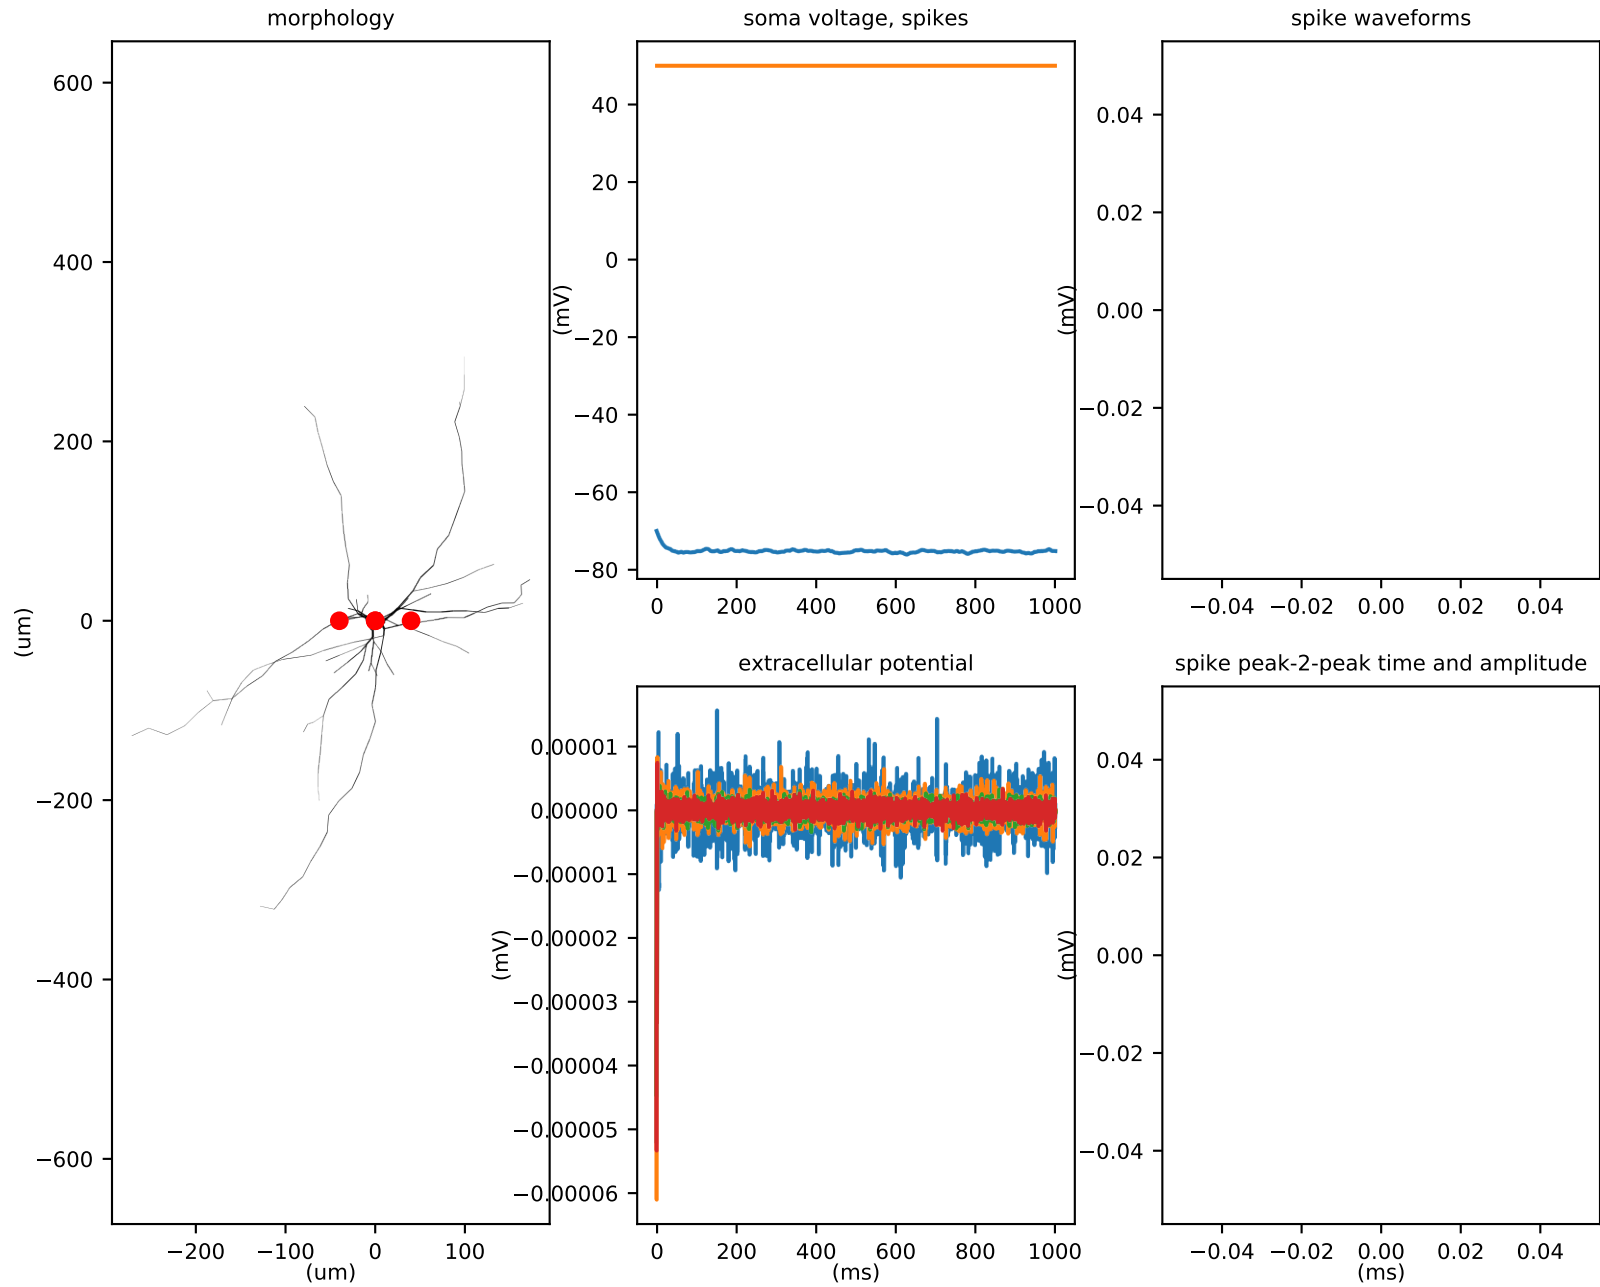 morphology
600
400
200
0
−200
−400
−600
(um)
−200 −100 0 100
(um)
soma voltage, spikes
40
20
0
−20
−40
−60
−80
(mV)
0 200 400 600 800 1000
spike waveforms
0.04
0.02
0.00
−0.02
−0.04
(mV)
−0.04 −0.02 0.00 0.02 0.04
extracellular potential
0.00001
0.00000
−0.00001
−0.00002
−0.00003
−0.00004
−0.00005
−0.00006
(mV)
0 200 400 600 800 1000
(ms)
spike peak-2-peak time and amplitude
0.04
0.02
0.00
−0.02
−0.04
(mV)
−0.04 −0.02 0.00 0.02 0.04
(ms)